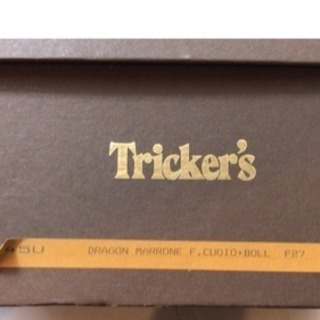 Tricker's
DRAGON MARRONE F.CUOIO+BOLL F27